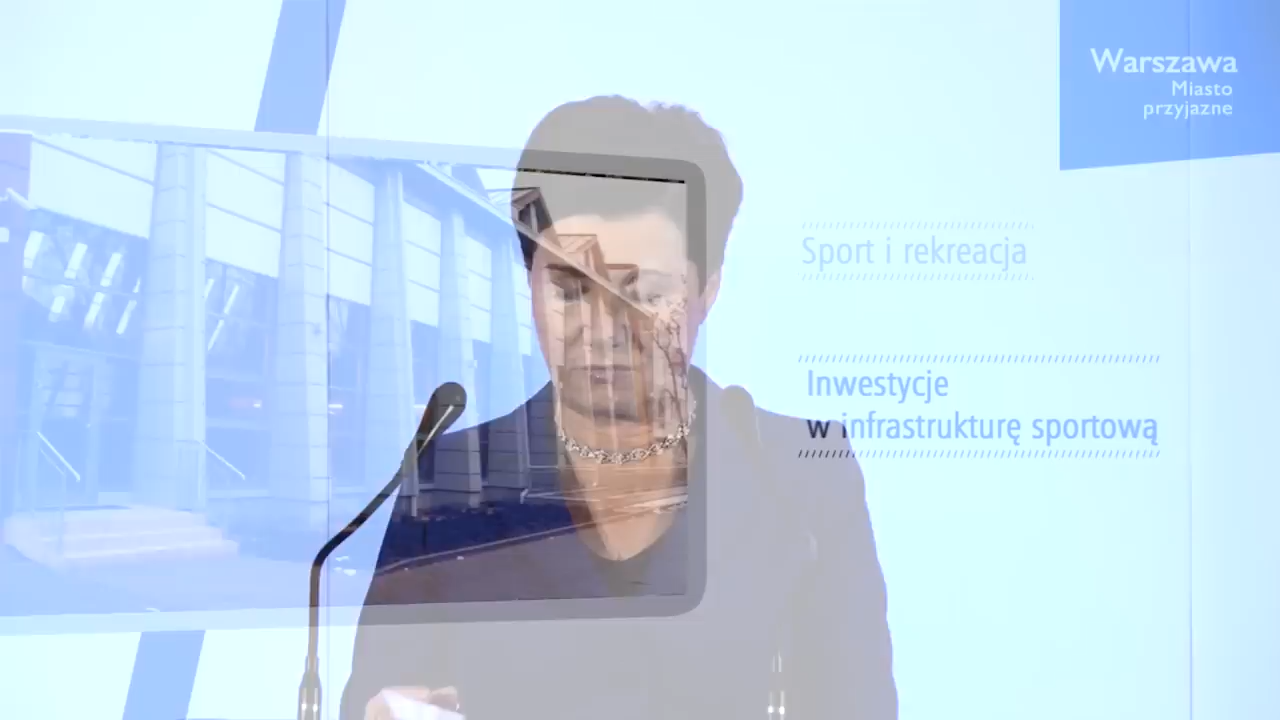 Warszawa
Miasto
przyjazne
Sport i rekreacja
Inwestycje
w infrastrukturę sportową